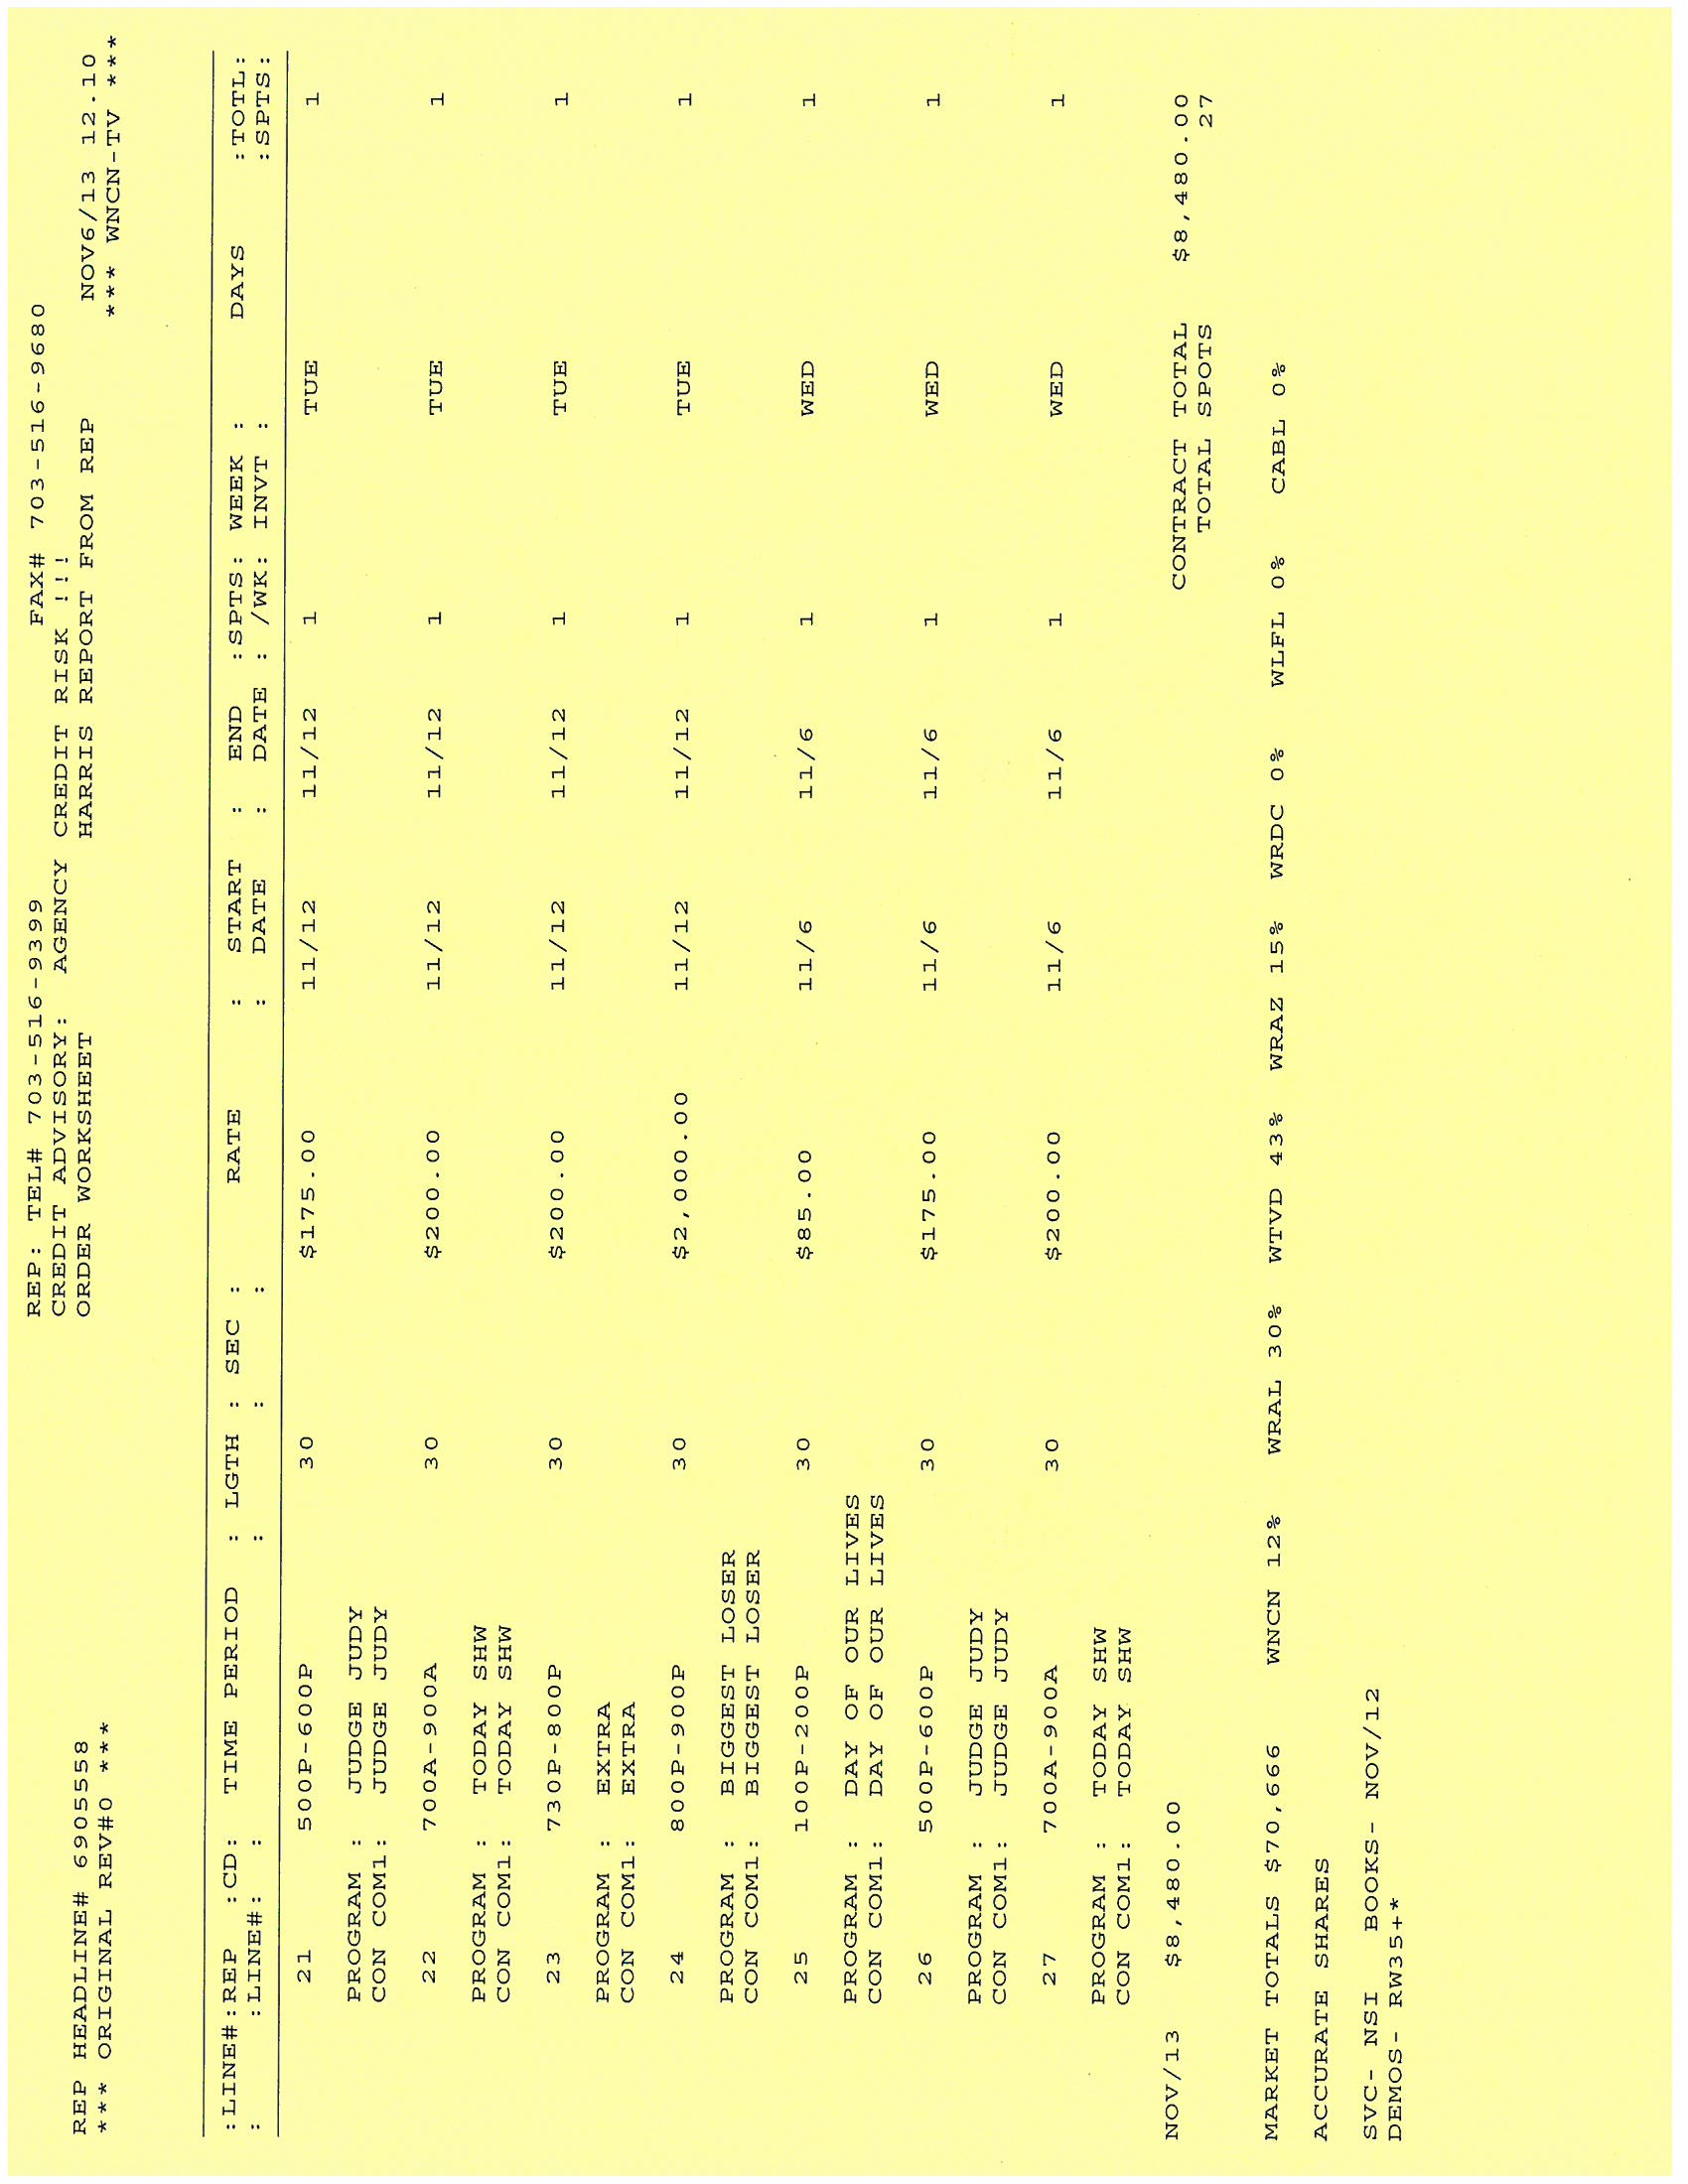 REP: TEL# 703-516-9399 FAX# 703-516-9680
CREDIT ADVISORY: AGENCY CREDIT RISK !!!
REP HEADLINE# 6905558 ORDER WORKSHEET HARRIS REPORT FROM REP NOV6/13 12.10
*** ORIGINAL REV#0 *** *** WNCN-TV ***
:LINE#:REP :CD: TIME PERIOD : LGTH : SEC : RATE : START : END :SPTS: WEEK : DAYS :TOTL:
: :LINE#: : : : : DATE : DATE : /WK: INVT : :SPTS:
21 500P-600P 30 $175.00 11/12 11/12 1 TUE 1
PROGRAM : JUDGE JUDY
CON COM1: JUDGE JUDY
22 700A-900A 30 $200.00 11/12 11/12 1 TUE 1
PROGRAM : TODAY SHW
CON COM1: TODAY SHW
23 730P-800P 30 $200.00 11/12 11/12 1 TUE 1
PROGRAM : EXTRA
CON COM1: EXTRA
24 800P-900P 30 $2,000.00 11/12 11/12 1 TUE 1
PROGRAM : BIGGEST LOSER
CON COM1: BIGGEST LOSER
25 100P-200P 30 $85.00 11/6 11/6 1 WED 1
PROGRAM : DAY OF OUR LIVES
CON COM1: DAY OF OUR LIVES
26 500P-600P 30 $175.00 11/6 11/6 1 WED 1
PROGRAM : JUDGE JUDY
CON COM1: JUDGE JUDY
27 700A-900A 30 $200.00 11/6 11/6 1 WED 1
PROGRAM : TODAY SHW
CON COM1: TODAY SHW
NOV/13 $8,480.00 CONTRACT TOTAL $8,480.00
TOTAL SPOTS 27
MARKET TOTALS $70,666 WNCN 12% WRAL 30% WTVD 43% WRAZ 15% WRDC 0% WLFL 0% CABL 0%
ACCURATE SHARES
SVC- NSI BOOKS- NOV/12
DEMOS- RW35+*